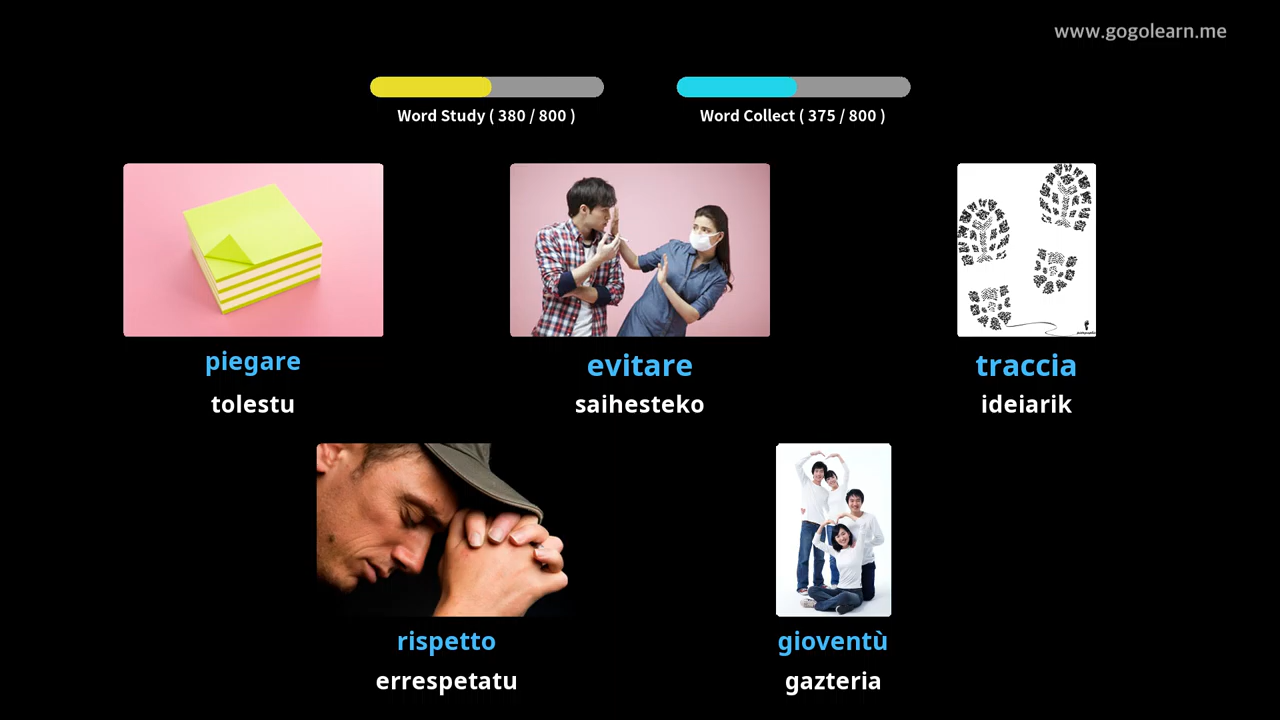 www.gogolearn.me
Word Study ( 380 / 800 )
Word Collect ( 375 / 800 )
piegare
evitare
traccia
tolestu
saihesteko
ideiarik
rispetto
gioventù
errespetatu
gazteria